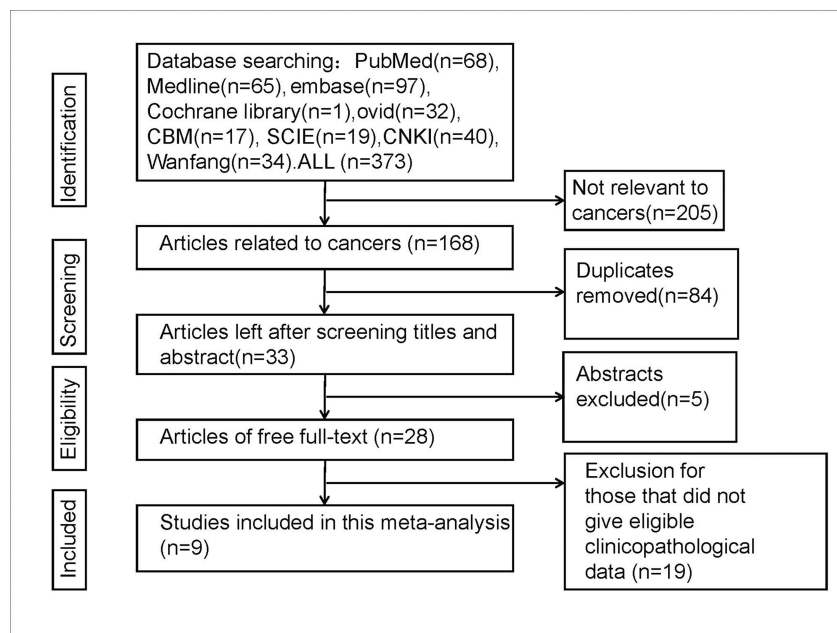 Identification
Database searching：PubMed(n=68),
Medline(n=65), embase(n=97),
Cochrane library(n=1),ovid(n=32),
CBM(n=17), SCIE(n=19),CNKI(n=40),
Wanfang(n=34).ALL (n=373)
Not relevant to
cancers(n=205)
Screening
Articles related to cancers (n=168)
Duplicates
removed(n=84)
Articles left after screening titles and
abstract(n=33)
Eligibility
Abstracts
excluded(n=5)
Articles of free full-text (n=28)
Included
Exclusion for
those that did not
give eligible
clinicopathological
data (n=19)
Studies included in this meta-analysis
(n=9)